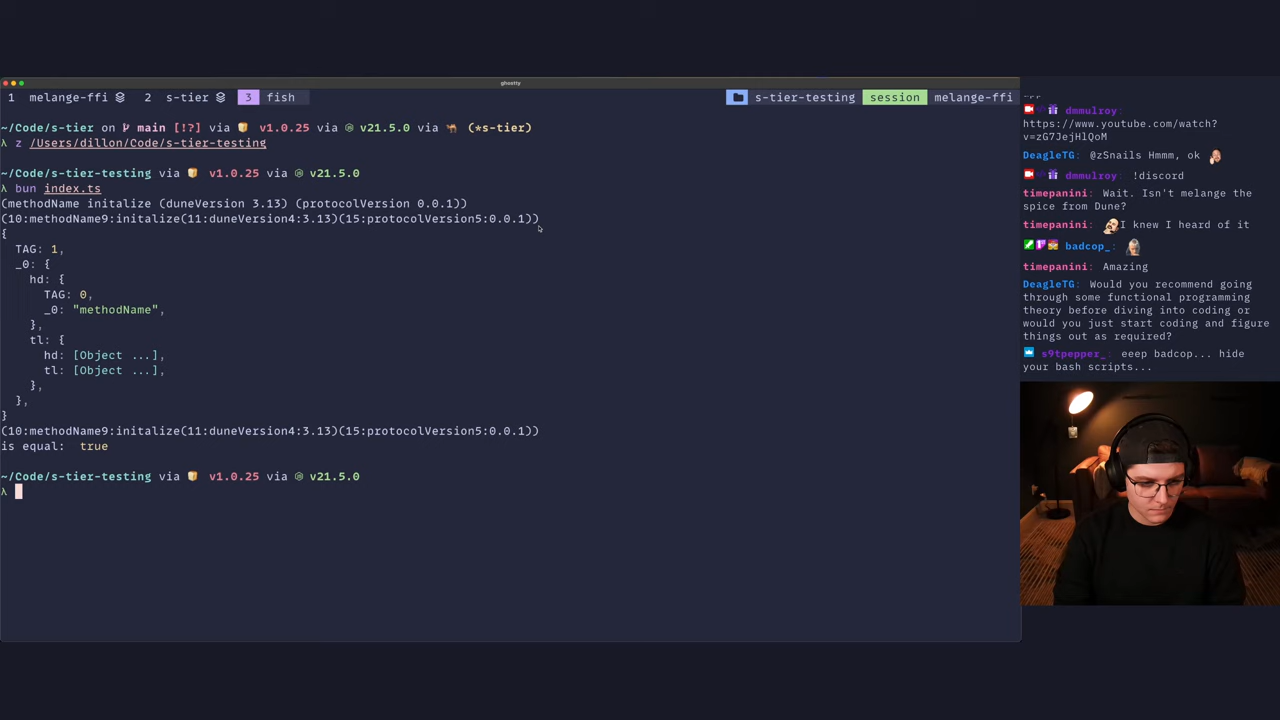 ghostty
1 melange-ffi 2 s-tier 3 fish s-tier-testing session melange-ffi
~/Code/s-tier on main [!?] via v1.0.25 via v21.5.0 via (*s-tier)
λ z /Users/dillon/Code/s-tier-testing
~/Code/s-tier-testing via v1.0.25 via v21.5.0
λ bun index.ts
(methodName initalize (duneVersion 3.13) (protocolVersion 0.0.1))
(10:methodName9:initalize(11:duneVersion4:3.13)(15:protocolVersion5:0.0.1))
{
TAG: 1,
_0: {
hd: {
TAG: 0,
_0: "methodName",
},
tl: {
hd: [Object ...],
tl: [Object ...],
},
},
}
(10:methodName9:initalize(11:duneVersion4:3.13)(15:protocolVersion5:0.0.1))
is equal: true
~/Code/s-tier-testing via v1.0.25 via v21.5.0
λ
dmmulroy:
https://www.youtube.com/watch?
v=zG7JejHlQoM
DeagleTG: @zSnails Hmmm, ok
dmmulroy: !discord
timepanini: Wait. Isn't melange the
spice from Dune?
timepanini: I knew I heard of it
badcop_:
timepanini: Amazing
DeagleTG: Would you recommend going
through some functional programming
theory before diving into coding or
would you just start coding and figure
things out as required?
s9tpepper_: eeep badcop... hide
your bash scripts...